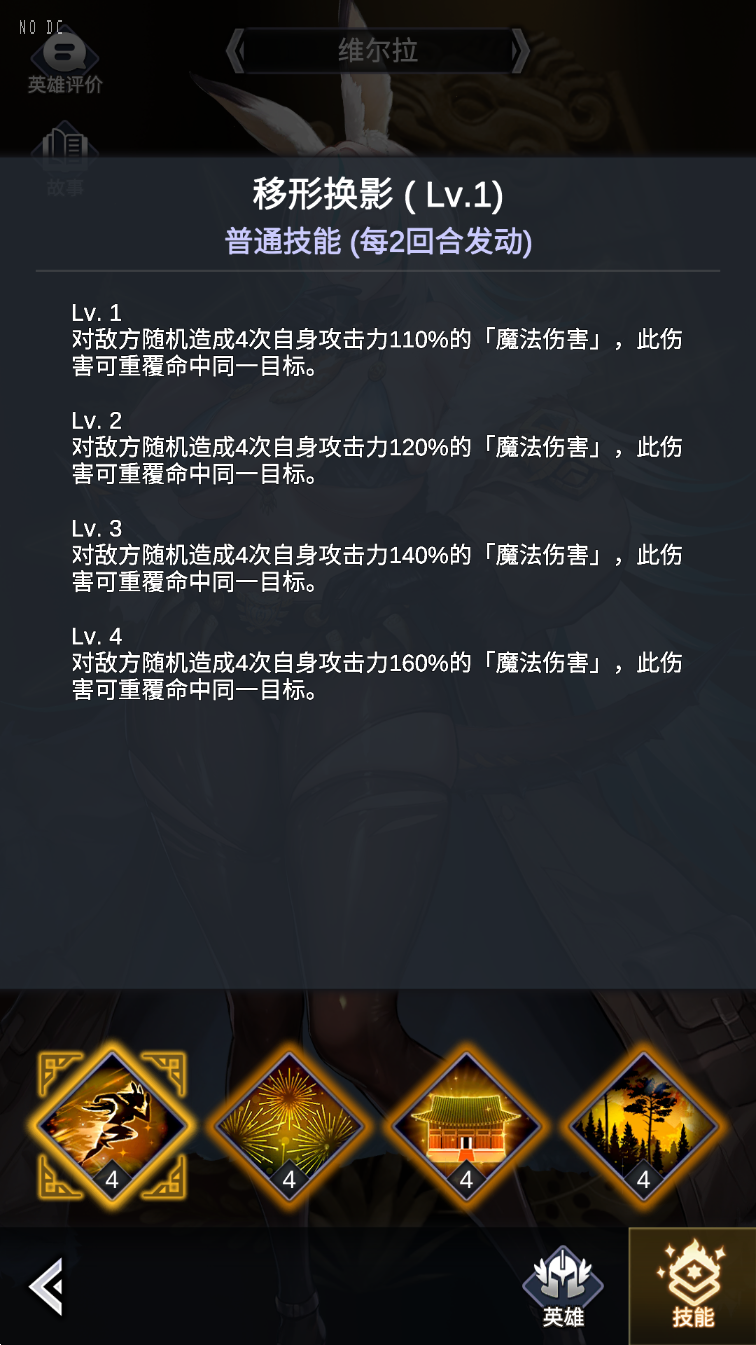 NO DC
维尔拉
英雄评价
故事
移形换影 ( Lv.1)
普通技能 (每2回合发动)
Lv. 1
对敌方随机造成4次自身攻击力110%的「魔法伤害」，此伤
害可重覆命中同一目标。
Lv. 2
对敌方随机造成4次自身攻击力120%的「魔法伤害」，此伤
害可重覆命中同一目标。
Lv. 3
对敌方随机造成4次自身攻击力140%的「魔法伤害」，此伤
害可重覆命中同一目标。
Lv. 4
对敌方随机造成4次自身攻击力160%的「魔法伤害」，此伤
害可重覆命中同一目标。
4 4 4 4
英雄 技能